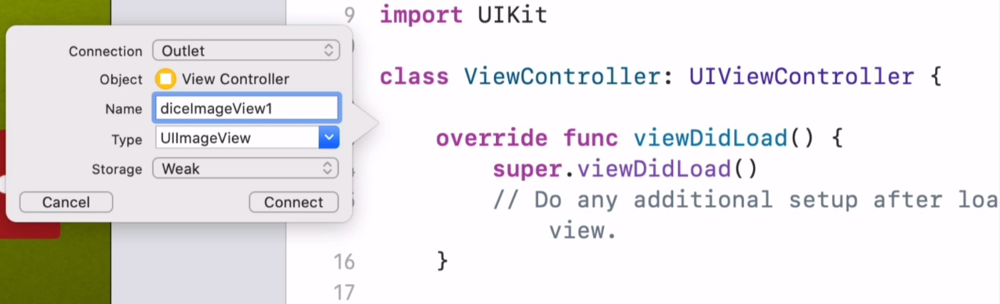 Connection Outlet
Object View Controller
Name diceImageView1
Type UIImageView
Storage Weak
Cancel Connect
9 import UIKit
class ViewController: UIViewController {
override func viewDidLoad() {
super.viewDidLoad()
// Do any additional setup after loa
view.
16 }
17